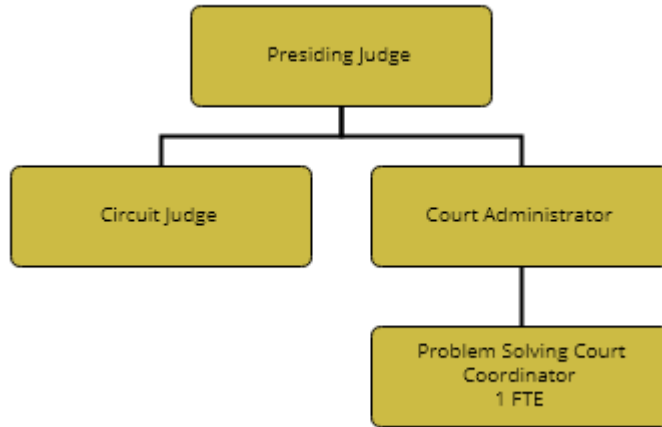 Presiding Judge
Circuit Judge
Court Administrator
Problem Solving Court
Coordinator
1 FTE